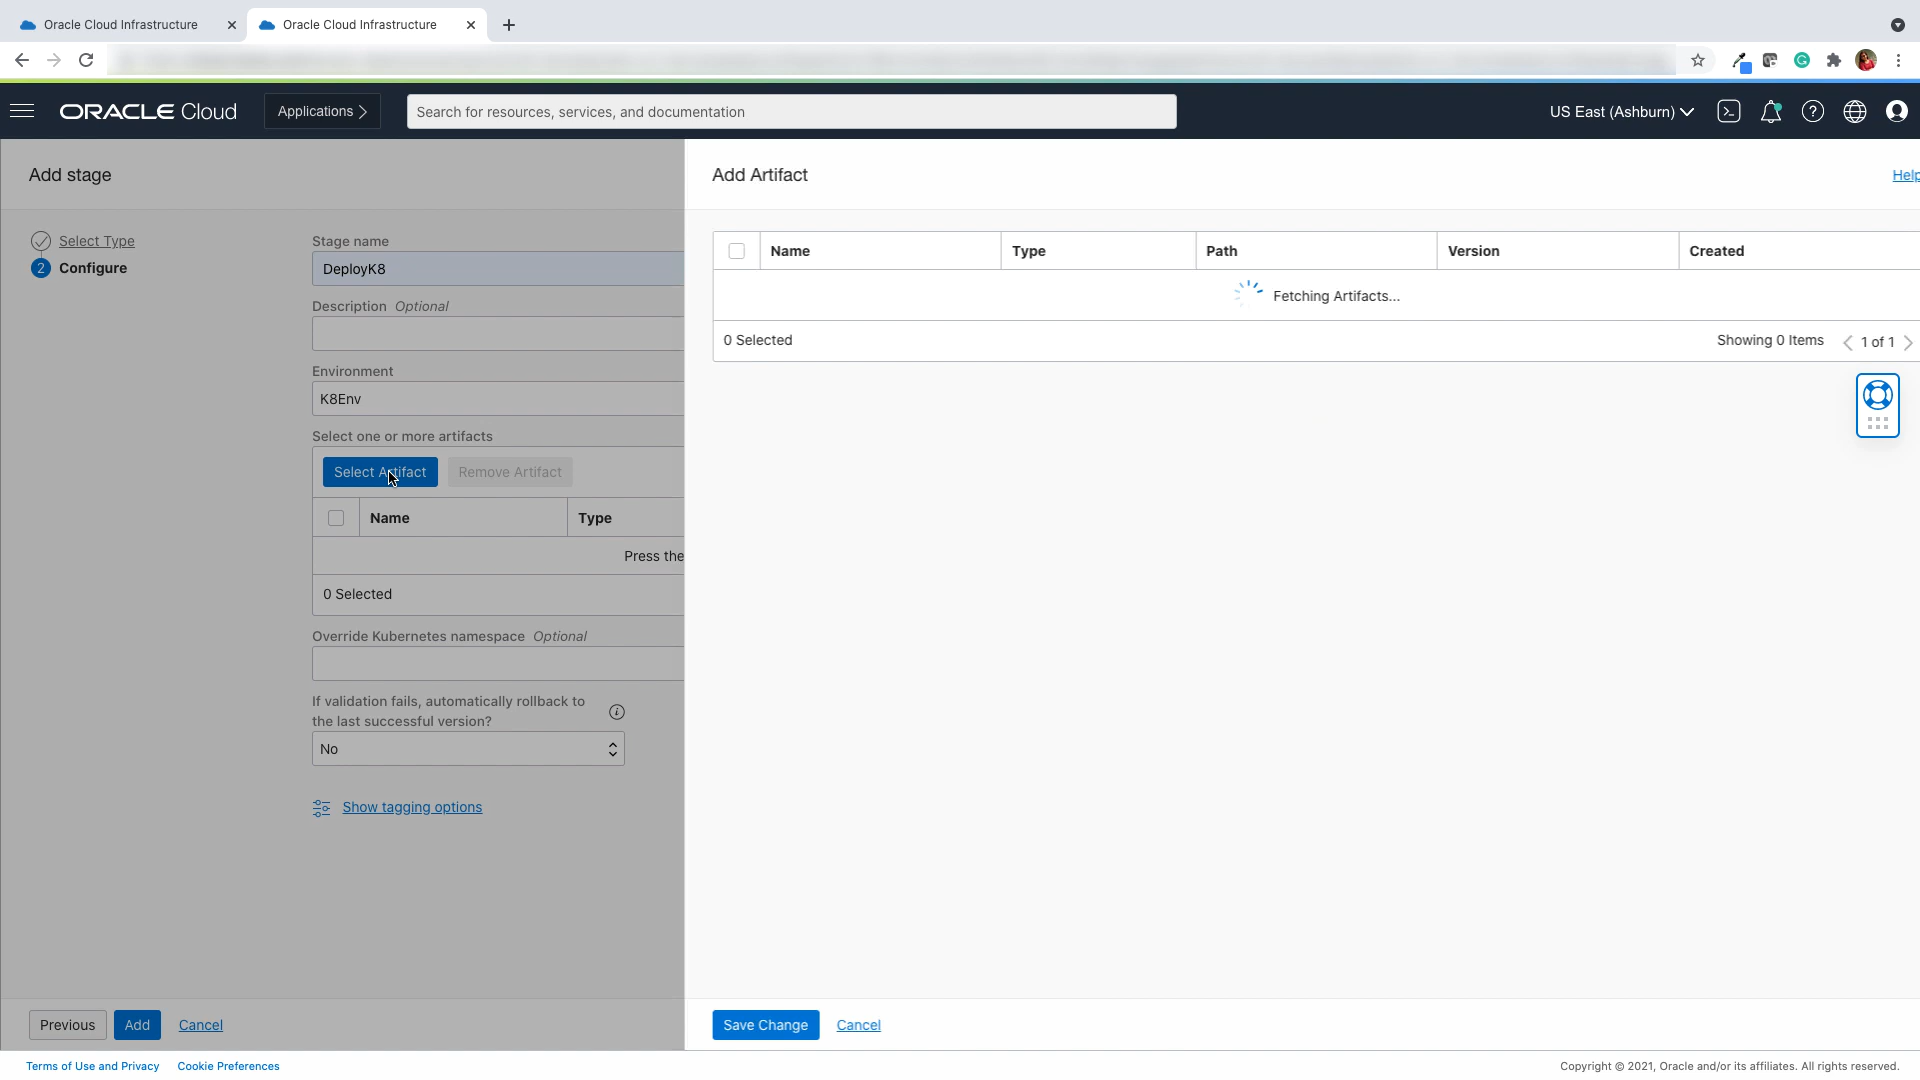 Oracle Cloud Infrastructure
Oracle Cloud Infrastructure
ORACLE Cloud
Applications
Search for resources, services, and documentation
US East (Ashburn)
Add stage
Select Type
2 Configure
Stage name
DeployK8
Description Optional
Environment
K8Env
Select one or more artifacts
Select Artifact
Remove Artifact
Name
Type
Press the
0 Selected
Override Kubernetes namespace Optional
If validation fails, automatically rollback to
the last successful version?
No
Show tagging options
Previous
Add
Cancel
Add Artifact
Help
Name
Type
Path
Version
Created
Fetching Artifacts...
0 Selected
Showing 0 Items
1 of 1
Save Change
Cancel
Terms of Use and Privacy
Cookie Preferences
Copyright © 2021, Oracle and/or its affiliates. All rights reserved.